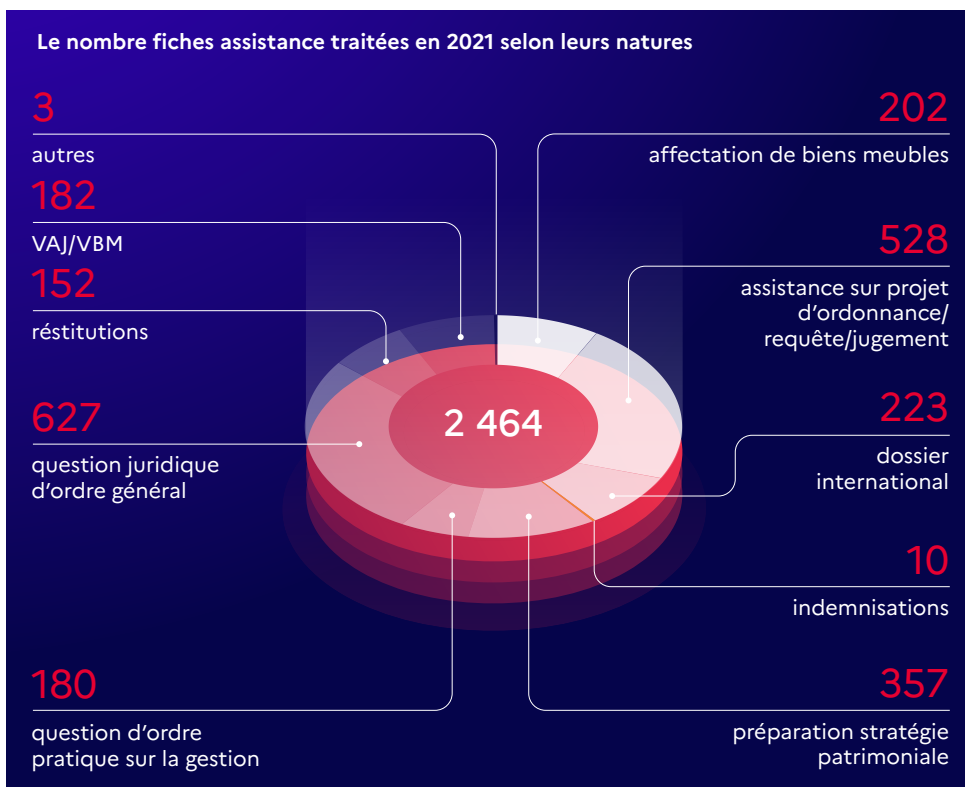 Le nombre fiches assistance traitées en 2021 selon leurs natures
3
autres
182
VAJ/VBM
152
réstitutions
627
question juridique
d'ordre général
180
question d'ordre
pratique sur la gestion
2 464
202
affectation de biens meubles
528
assistance sur projet
d'ordonnance/
requête/jugement
223
dossier
international
10
indemnisations
357
préparation stratégie
patrimoniale